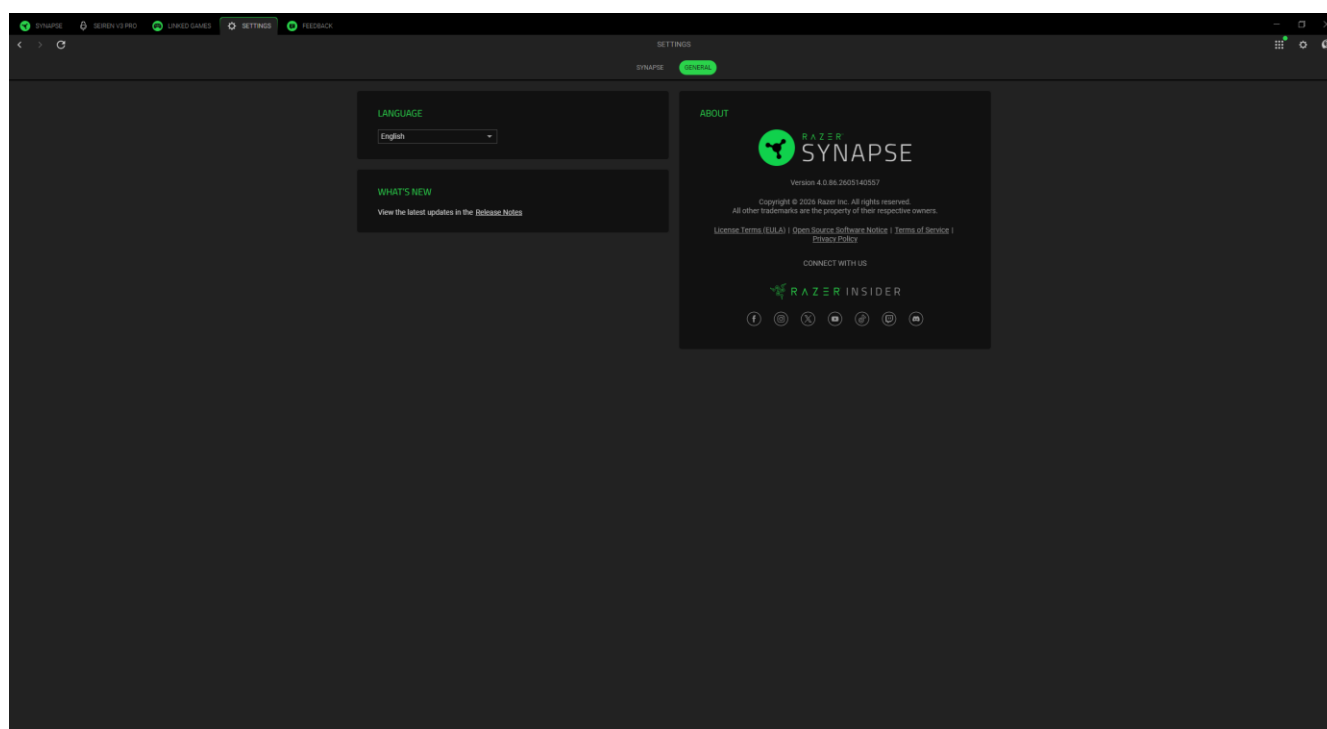 SYNAPSE
SEIREN V3 PRO
LINKED GAMES
SETTINGS
FEEDBACK
SETTINGS
SYNAPSE
GENERAL
LANGUAGE
English
WHAT'S NEW
View the latest updates in the Release Notes
ABOUT
RAZER
SYNAPSE
Version 4.0.86.2605140557
Copyright © 2026 Razer Inc. All rights reserved.
All other trademarks are the property of their respective owners.
License Terms (EULA) | Open Source Software Notice | Terms of Service |
Privacy Policy
CONNECT WITH US
RAZER INSIDER